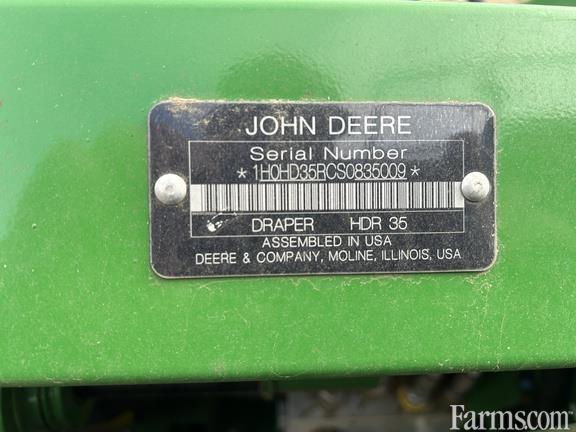 JOHN DEERE
Serial Number
*1H0HD35RCS0835009*
DRAPER HDR 35
ASSEMBLED IN USA
DEERE & COMPANY, MOLINE, ILLINOIS, USA
Farms.com®